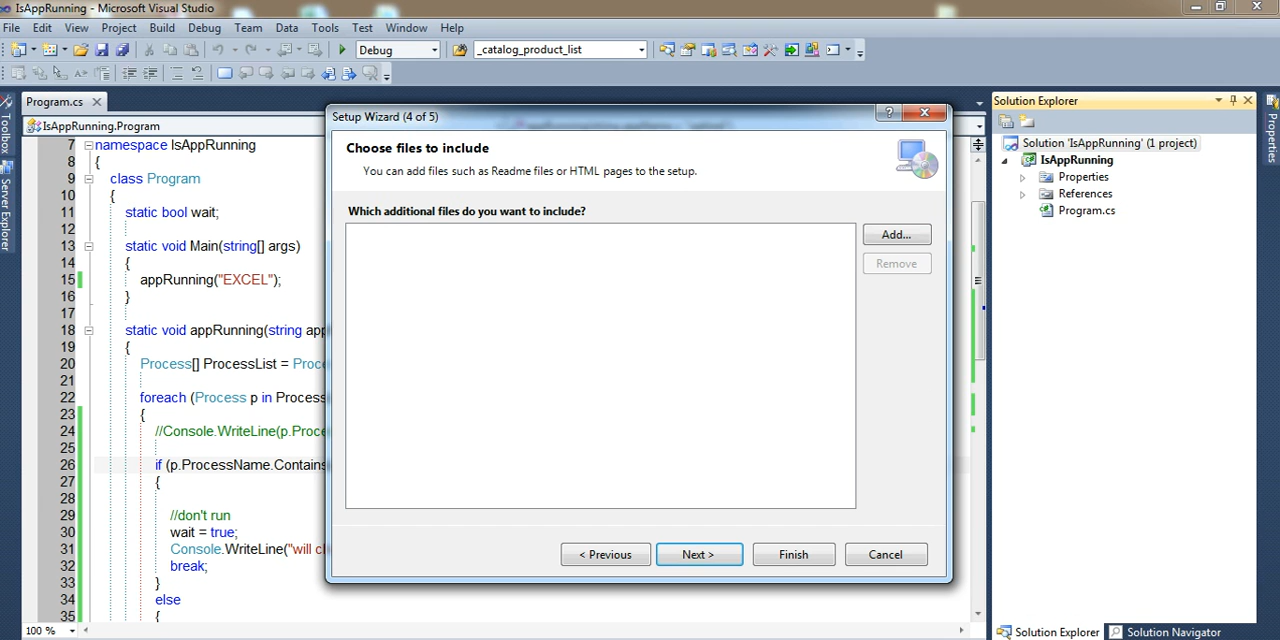 IsAppRunning - Microsoft Visual Studio
File Edit View Project Build Debug Team Data Tools Test Window Help
Debug _catalog_product_list
Program.cs
IsAppRunning.Program
Toolbox
Server Explorer
7 namespace IsAppRunning
8 {
9 class Program
10 {
11 static bool wait;
12
13 static void Main(string[] args)
14 {
15 appRunning("EXCEL");
16 }
17
18 static void appRunning(string app
19 {
20 Process[] ProcessList = Proce
21
22 foreach (Process p in Process
23 {
24 //Console.WriteLine(p.Proce
25
26 if (p.ProcessName.Contains
27 {
28
29 //don't run
30 wait = true;
31 Console.WriteLine("will cl
32 break;
33 }
34 else
35 {
100 %
Setup Wizard (4 of 5)
Choose files to include
You can add files such as Readme files or HTML pages to the setup.
Which additional files do you want to include?
Add...
Remove
< Previous Next > Finish Cancel
Solution Explorer
Solution 'IsAppRunning' (1 project)
IsAppRunning
Properties
References
Program.cs
Properties
Solution Explorer Solution Navigator